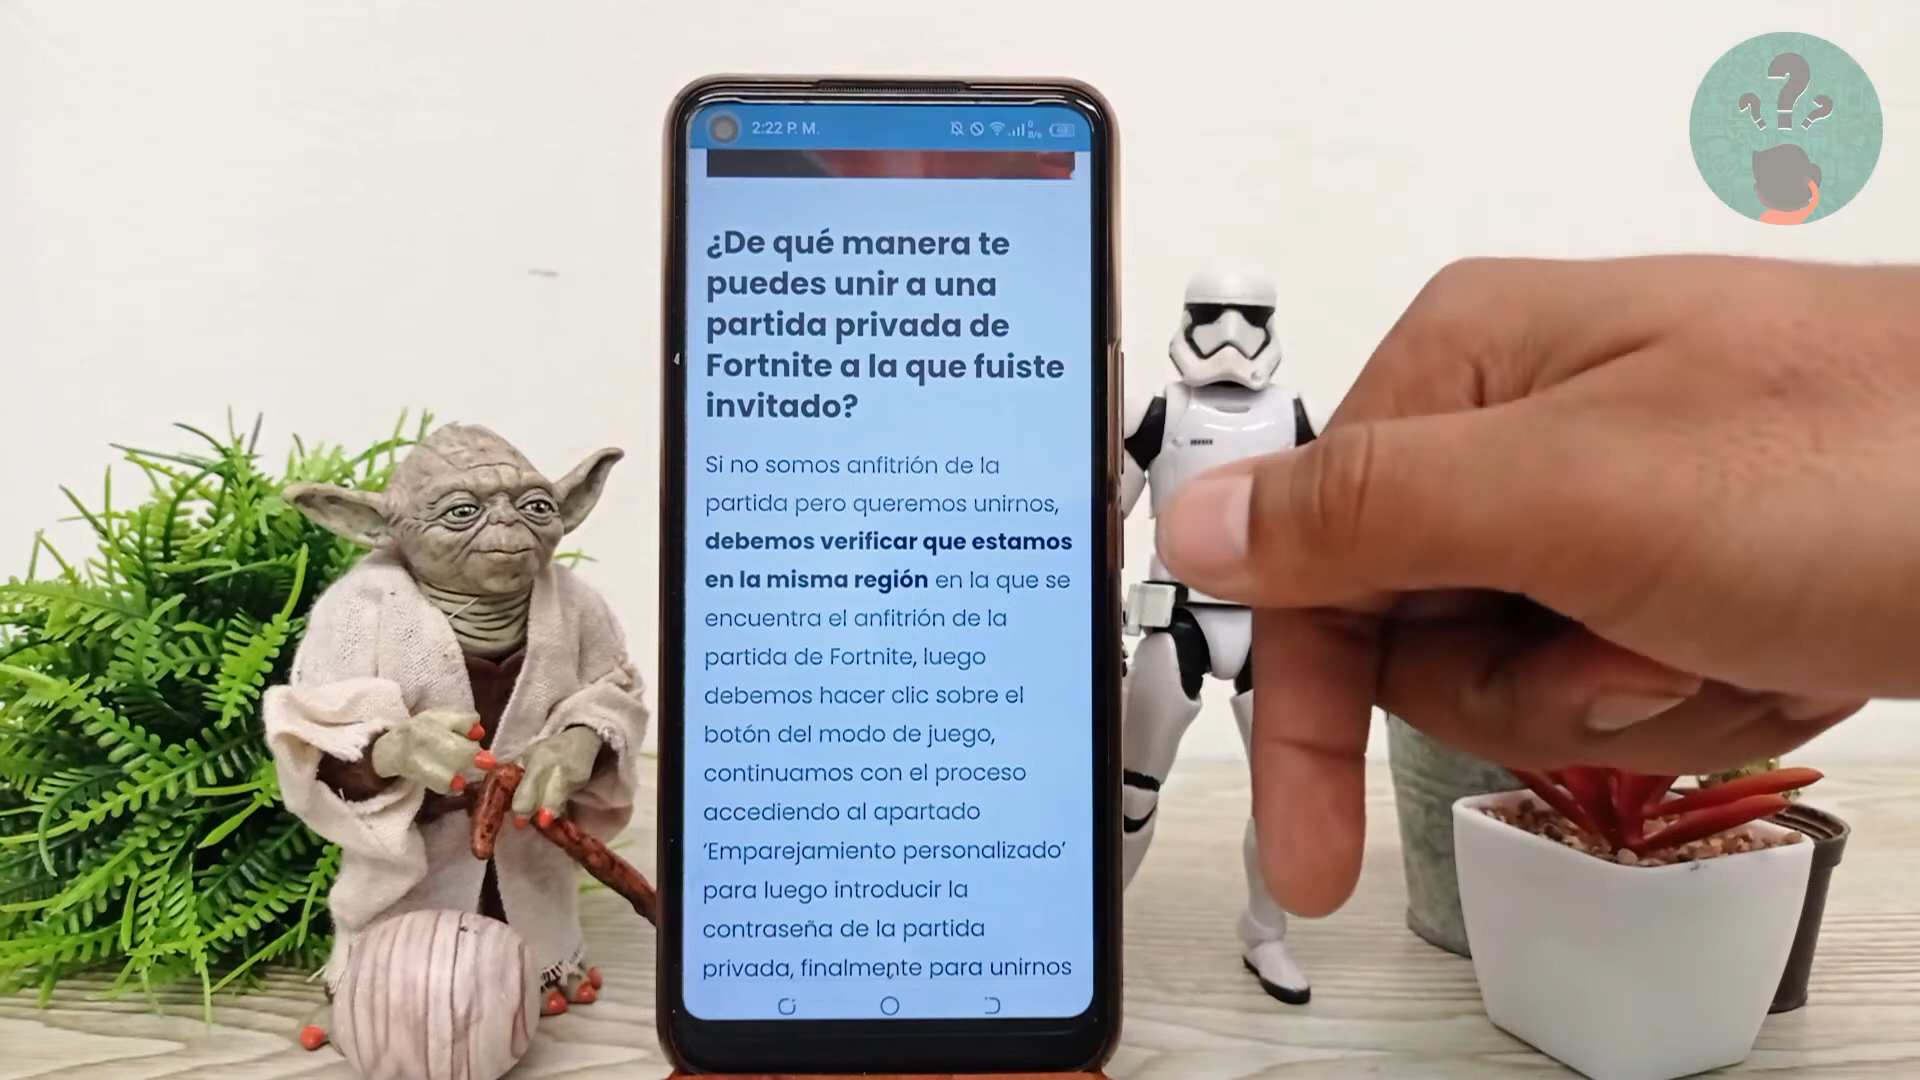 2:22 P. M.
¿De qué manera te
puedes unir a una
partida privada de
Fortnite a la que fuiste
invitado?
Si no somos anfitrión de la
partida pero queremos unirnos,
debemos verificar que estamos
en la misma región en la que se
encuentra el anfitrión de la
partida de Fortnite, luego
debemos hacer clic sobre el
botón del modo de juego,
continuamos con el proceso
accediendo al apartado
‘Emparejamiento personalizado’
para luego introducir la
contraseña de la partida
privada, finalmente para unirnos